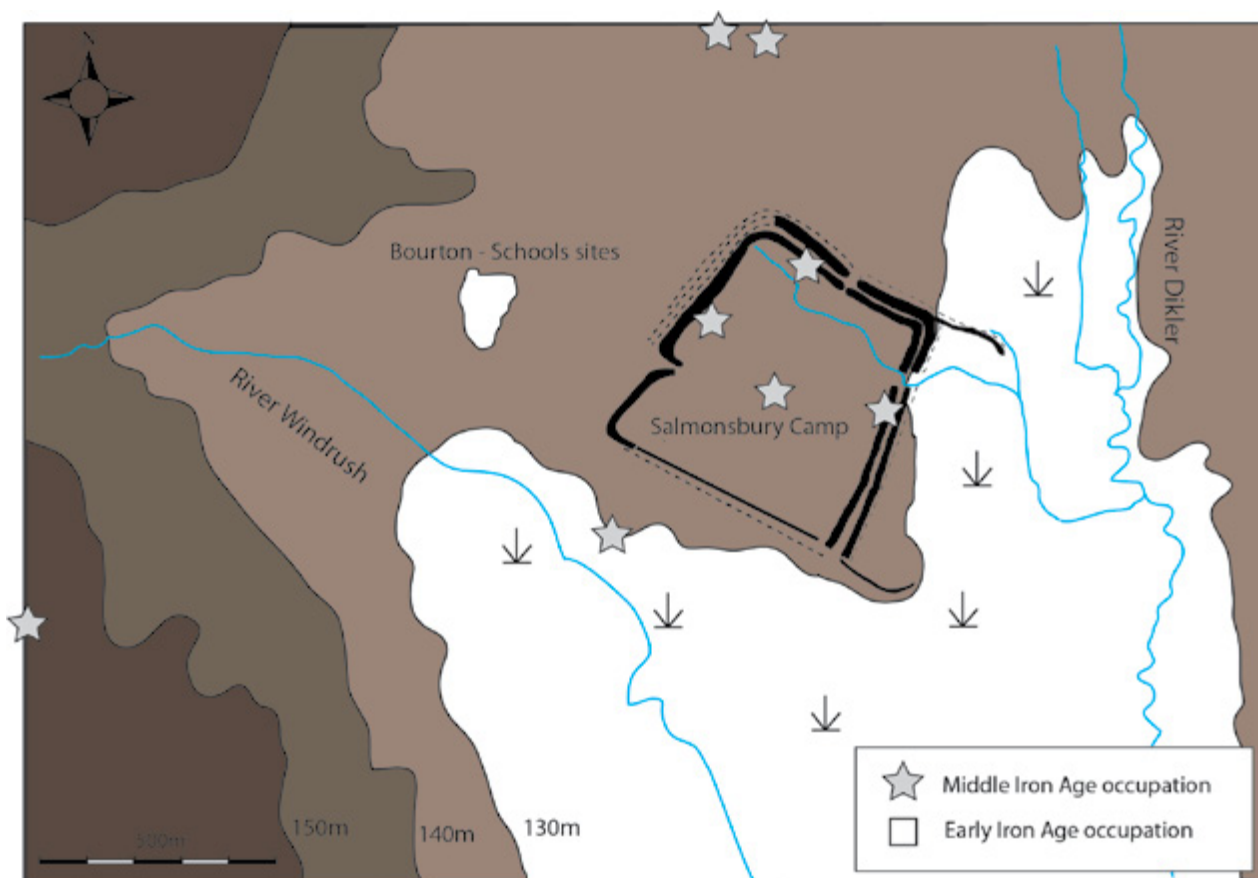 Bourton - Schools sites
River Dikler
River Windrush
Salmonsbury Camp
500m
150m
140m
130m
Middle Iron Age occupation
Early Iron Age occupation